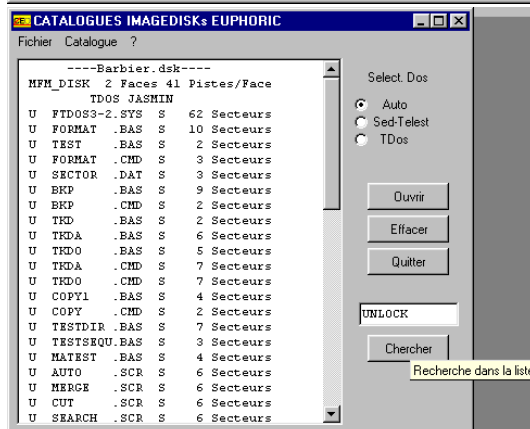 CATALOGUES IMAGEDISKs EUPHORIC
Fichier Catalogue ?
----Barbier.dsk----
MFM_DISK 2 Faces 41 Pistes/Face
TDOS JASMIN
U FTDOS3-2.SYS S 62 Secteurs
U FORMAT .BAS S 10 Secteurs
U TEST .BAS S 2 Secteurs
U FORMAT .CMD S 3 Secteurs
U SECTOR .DAT S 3 Secteurs
U BKP .BAS S 9 Secteurs
U BKP .CMD S 2 Secteurs
U TKD .BAS S 2 Secteurs
U TKDA .BAS S 6 Secteurs
U TKDO .BAS S 5 Secteurs
U TKDA .CMD S 7 Secteurs
U TKDO .CMD S 7 Secteurs
U COPY1 .BAS S 4 Secteurs
U COPY .CMD S 2 Secteurs
U TESTDIR .BAS S 7 Secteurs
U TESTSEQU.BAS S 3 Secteurs
U MATEST .BAS S 4 Secteurs
U AUTO .SCR S 6 Secteurs
U MERGE .SCR S 6 Secteurs
U CUT .SCR S 6 Secteurs
U SEARCH .SCR S 6 Secteurs
Select. Dos
Auto
Sed-Telest
TDos
Ouvrir
Effacer
Quitter
UNLOCK
Chercher
Recherche dans la liste